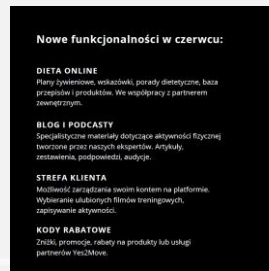 Nowe funkcjonalności w czerwcu:
DIETA ONLINE
Plany żywieniowe, wskazówki, porady dietetyczne, baza
przepisów i produktów. We współpracy z partnerem
zewnętrznym.
BLOG I PODCASTY
Specjalistyczne materiały dotyczące aktywności fizycznej
tworzone przez naszych ekspertów. Artykuły,
zestawienia, podpowiedzi, audycje.
STREFA KLIENTA
Możliwość zarządzania swoim kontem na platformie.
Wybieranie ulubionych filmów treningowych,
zapisywanie aktywności.
KODY RABATOWE
Zniżki, promocje, rabaty na produkty lub usługi
partnerów Yes2Move.